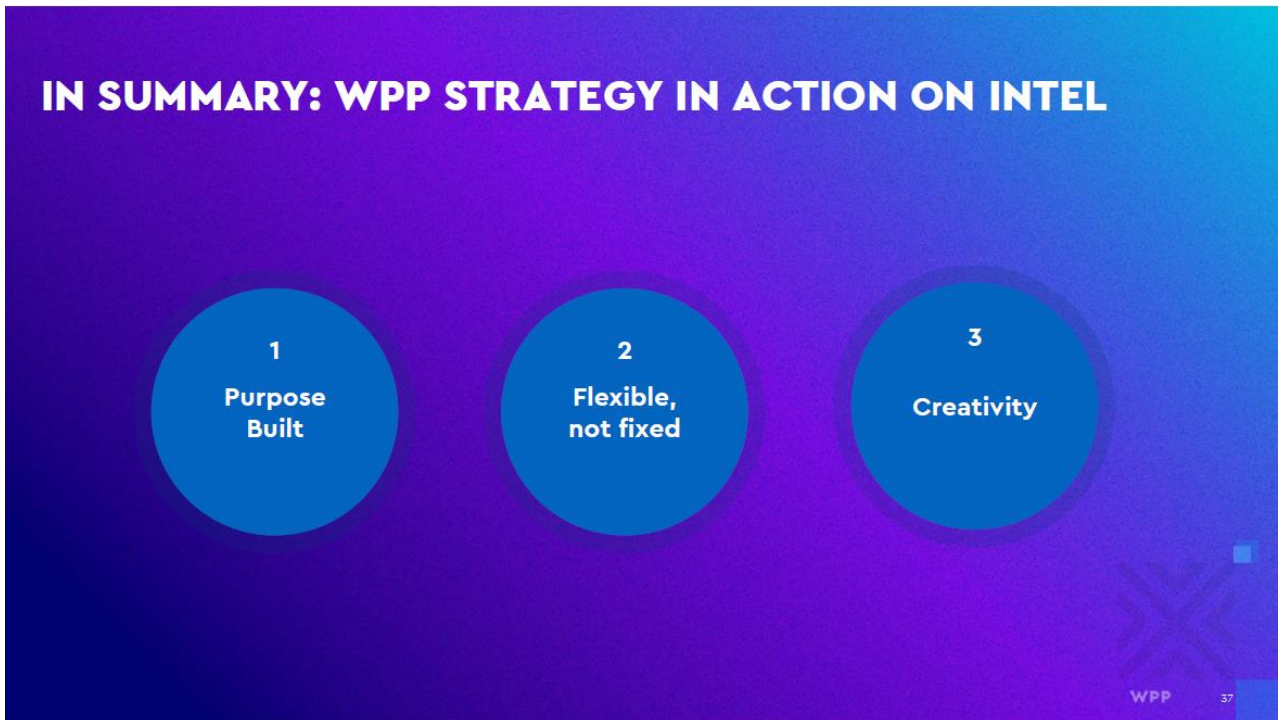 IN SUMMARY: WPP STRATEGY IN ACTION ON INTEL
1
Purpose
Built
2
Flexible,
not fixed
3
Creativity
WPP
37